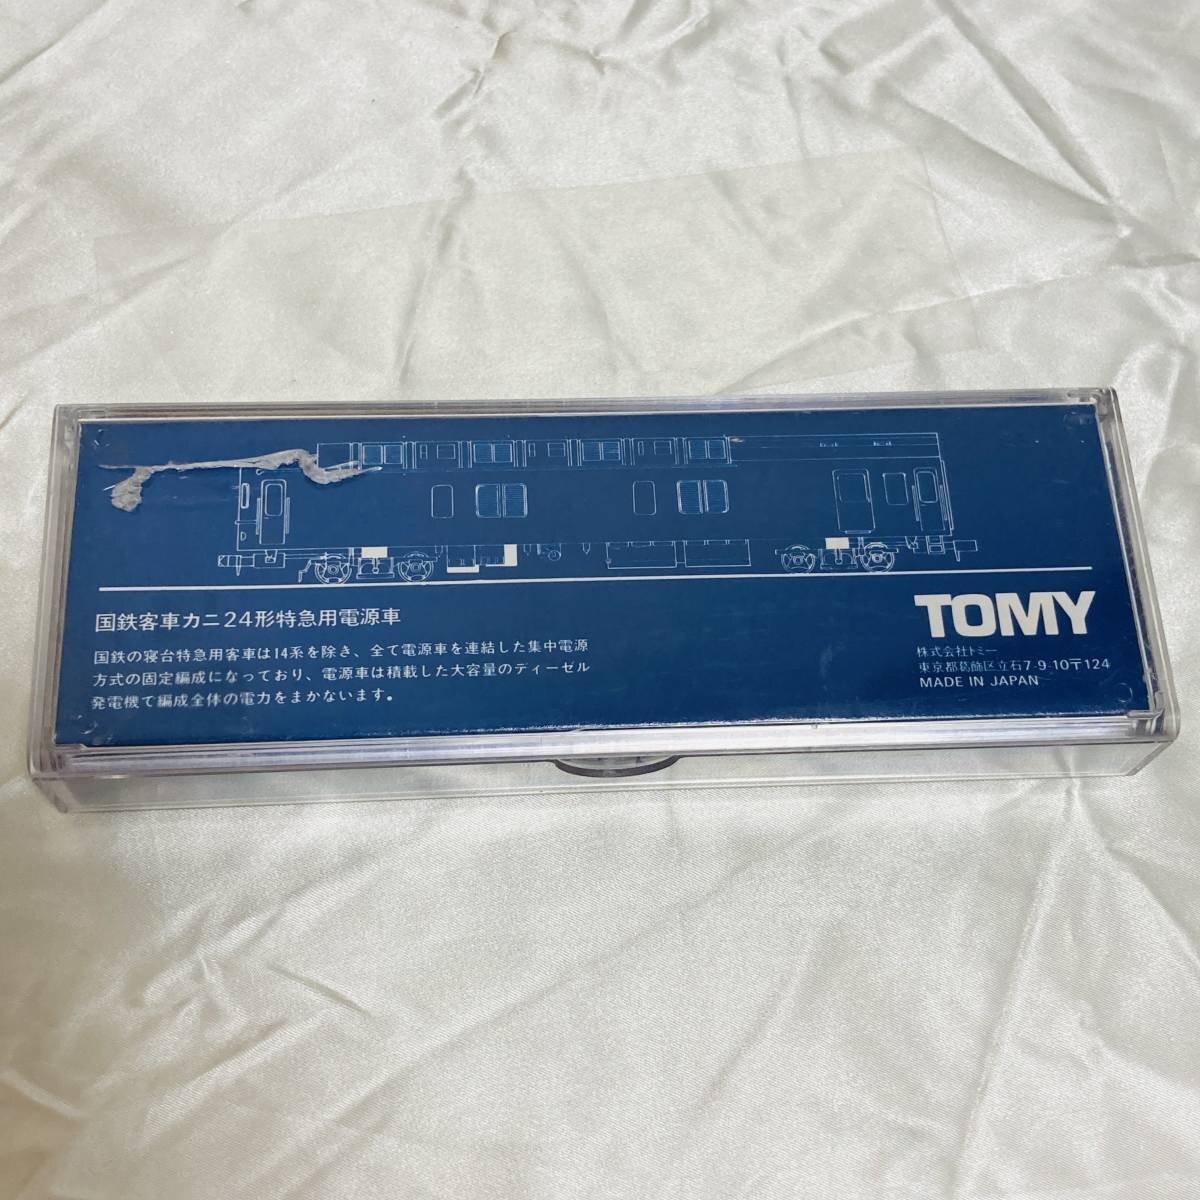 国鉄客車カニ24形特急用電源車
国鉄の寝台特急用客車は14系を除き、全て電源車を連結した集中電源
方式の固定編成になっており、電源車は積載した大容量のディーゼル
発電機で編成全体の電力をまかないます。
TOMY
株式会社トミー
東京都葛飾区立石7-9-10〒124
MADE IN JAPAN